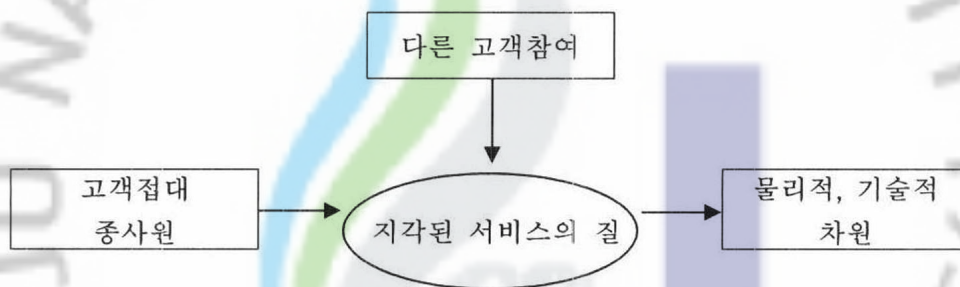 다른 고객참여
고객접대
종사원
지각된 서비스의 질
물리적, 기술적
차원